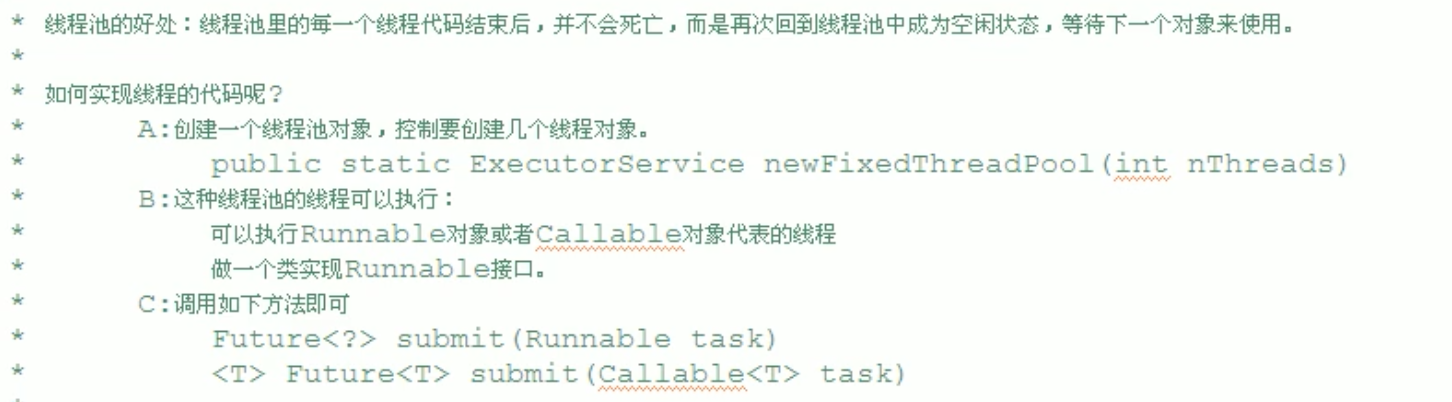 * 线程池的好处：线程池里的每一个线程代码结束后，并不会死亡，而是再次回到线程池中成为空闲状态，等待下一个对象来使用。
*
* 如何实现线程的代码呢？
* A:创建一个线程池对象，控制要创建几个线程对象。
* public static ExecutorService newFixedThreadPool(int nThreads)
* B:这种线程池的线程可以执行：
* 可以执行Runnable对象或者Callable对象代表的线程
* 做一个类实现Runnable接口。
* C:调用如下方法即可
* Future<?> submit(Runnable task)
* <T> Future<T> submit(Callable<T> task)